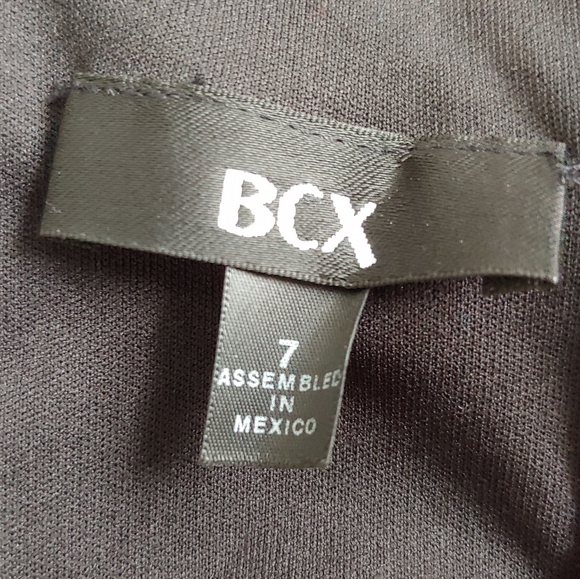 BCX
7
ASSEMBLED
IN
MEXICO